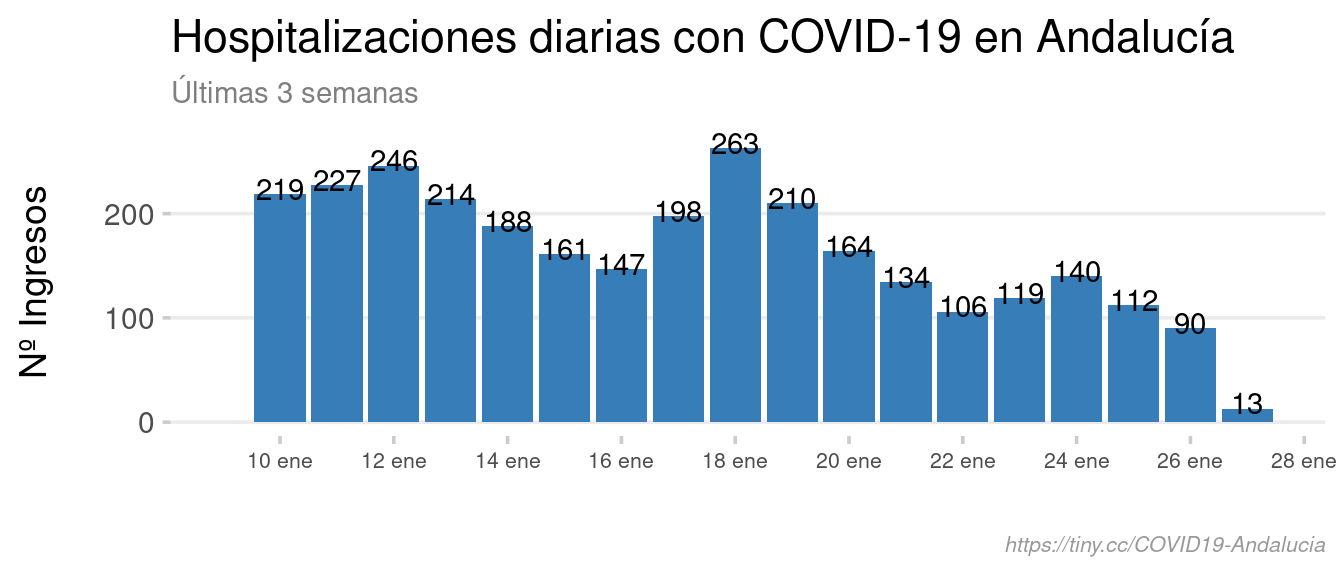 Hospitalizaciones diarias con COVID-19 en Andalucía
Últimas 3 semanas
Nº Ingresos
200
100
0
219
227
246
214
188
161
147
198
263
210
164
134
106
119
140
112
90
13
10 ene
12 ene
14 ene
16 ene
18 ene
20 ene
22 ene
24 ene
26 ene
28 ene
https://tiny.cc/COVID19-Andalucia